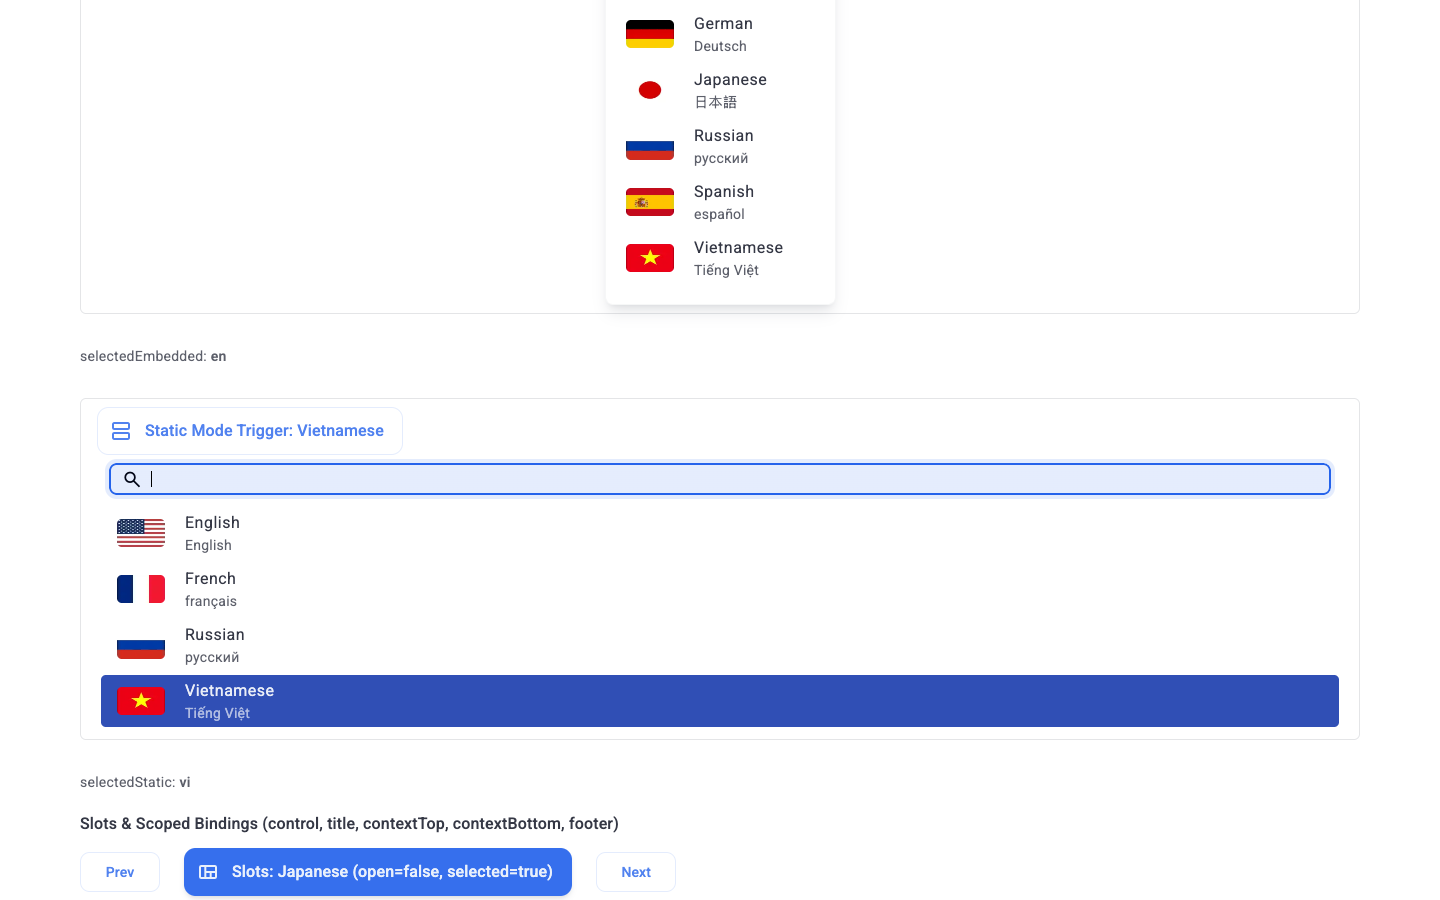 German
Deutsch
Japanese
日本語
Russian
русский
Spanish
español
Vietnamese
Tiếng Việt
selectedEmbedded: en
Static Mode Trigger: Vietnamese
English
English
French
français
Russian
русский
Vietnamese
Tiếng Việt
selectedStatic: vi
Slots & Scoped Bindings (control, title, contextTop, contextBottom, footer)
Prev
Slots: Japanese (open=false, selected=true)
Next